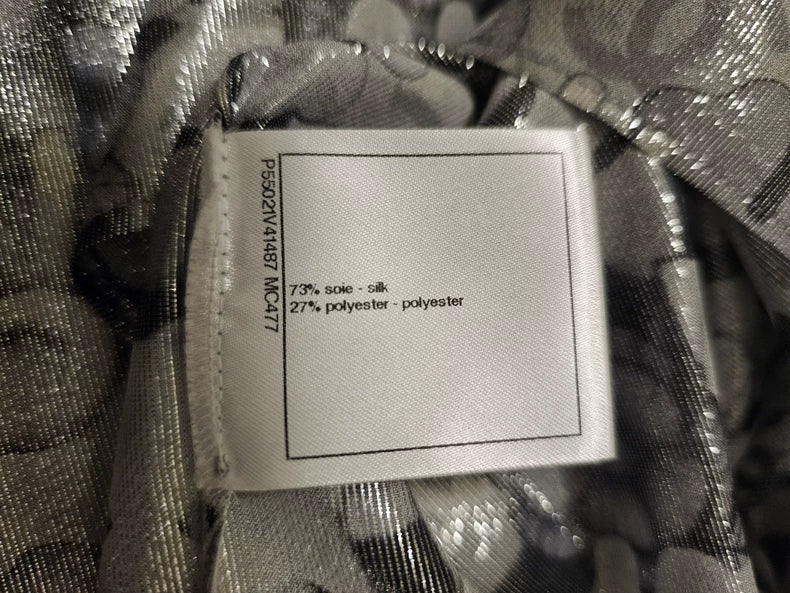 P55021V41487 MC477
73% soie - silk
27% polyester - polyester